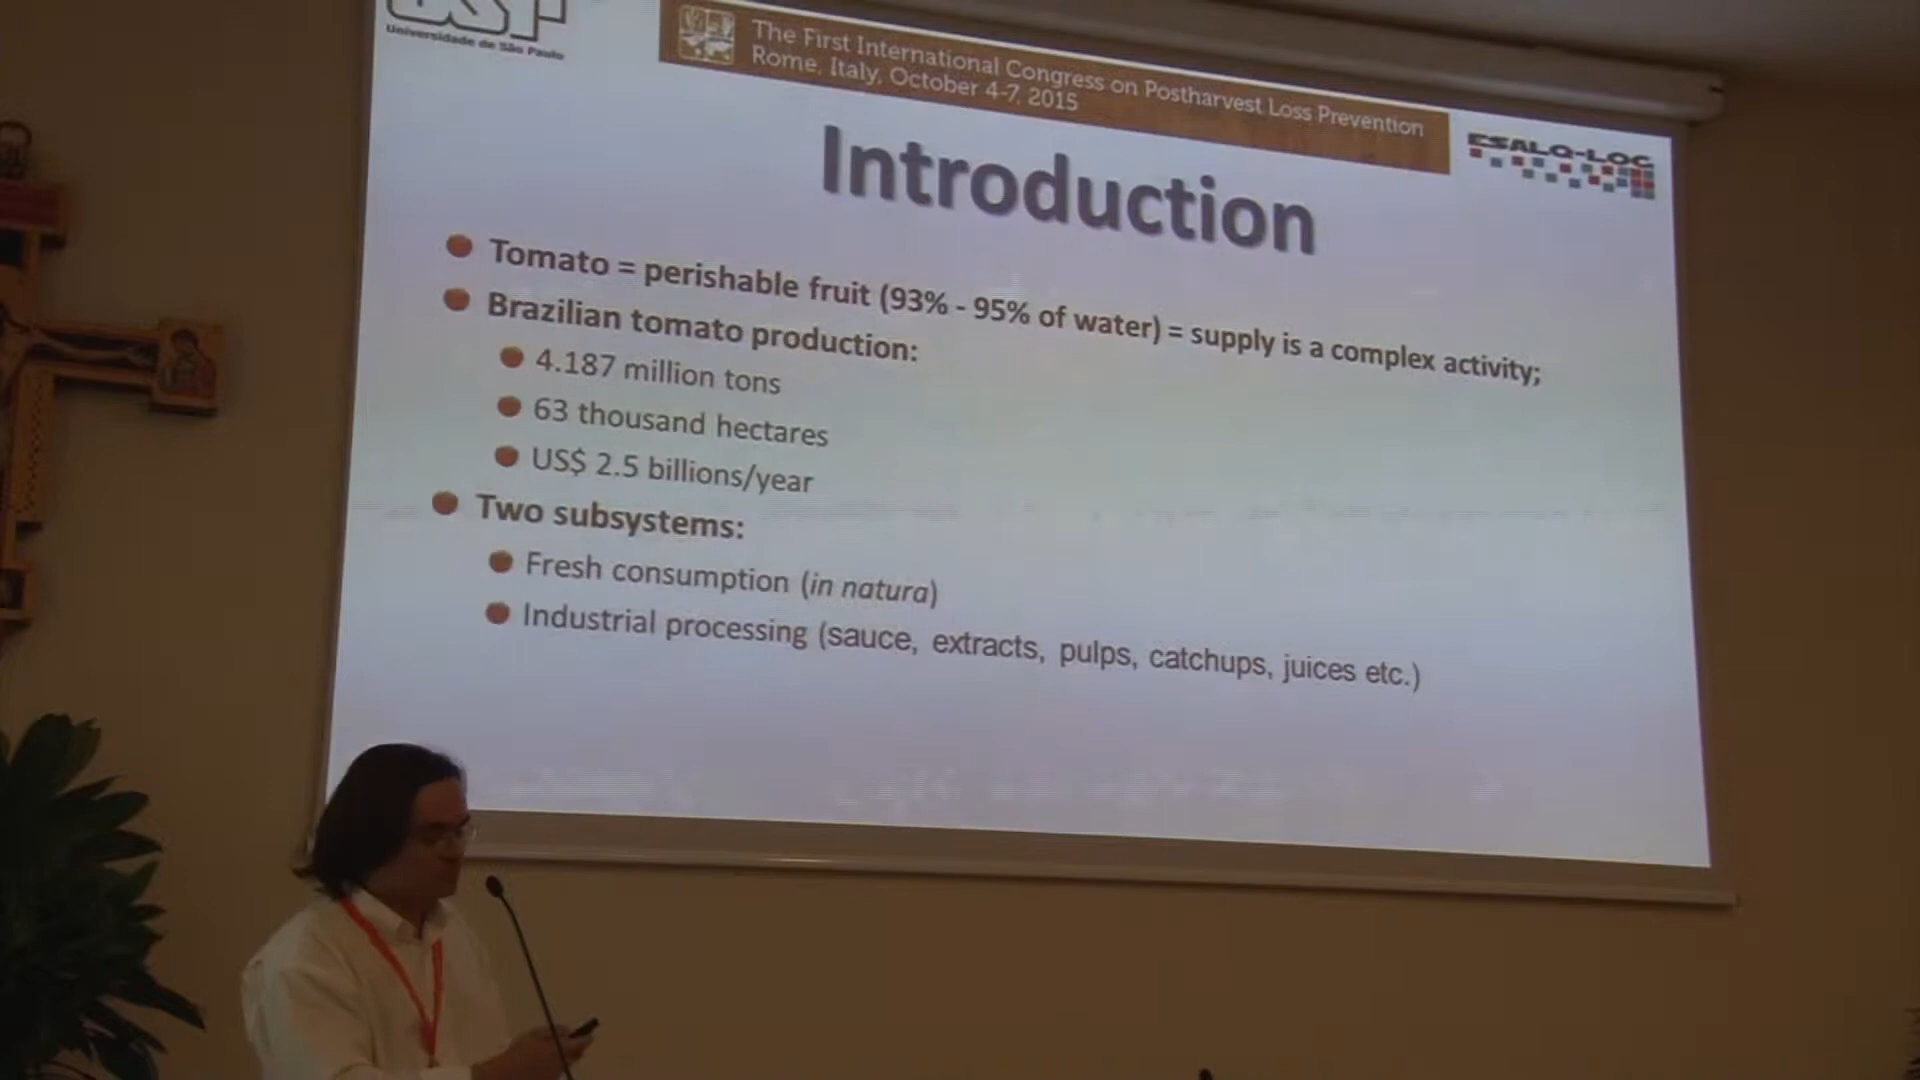 USP
Universidade de São Paulo
The First International Congress on Postharvest Loss Prevention
Rome, Italy, October 4-7, 2015
ESALQ-LOG
Introduction
Tomato = perishable fruit (93% - 95% of water) = supply is a complex activity;
Brazilian tomato production:
4.187 million tons
63 thousand hectares
US$ 2.5 billions/year
Two subsystems:
Fresh consumption (in natura)
Industrial processing (sauce, extracts, pulps, catchups, juices etc.)